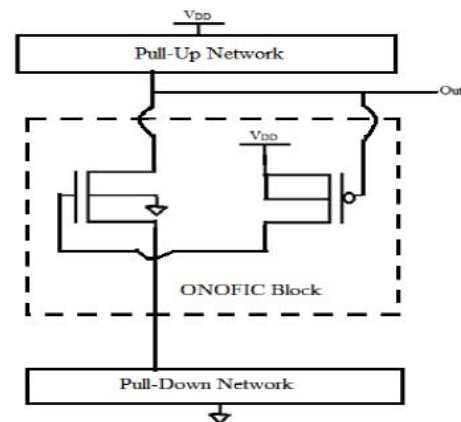 VDD
Pull-Up Network
Out
VDD
ONOFIC Block
Pull-Down Network